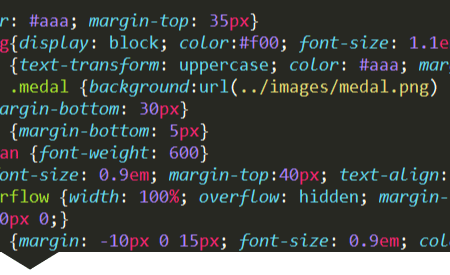 r: #aaa; margin-top: 35px}
g{display: block; color:#f00; font-size: 1.1e
{text-transform: uppercase; color: #aaa; mar
.medal {background:url(../images/medal.png)
argin-bottom: 30px}
{margin-bottom: 5px}
an {font-weight: 600}
ont-size: 0.9em; margin-top:40px; text-align:
rflow {width: 100%; overflow: hidden; margin-
0px 0;}
{margin: -10px 0 15px; font-size: 0.9em; col